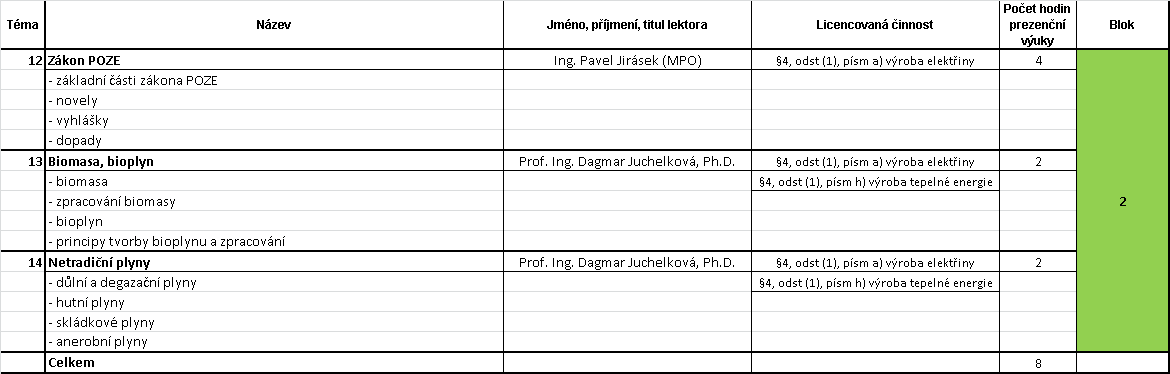 Téma Název Jméno, příjmení, titul lektora Licencovaná činnost Počet hodin prezenční výuky Blok
12 Zákon POZE Ing. Pavel Jirásek (MPO) §4, odst (1), písm a) výroba elektřiny 4
- základní části zákona POZE
- novely
- vyhlášky
- dopady
13 Biomasa, bioplyn Prof. Ing. Dagmar Juchelková, Ph.D. §4, odst (1), písm a) výroba elektřiny 2
- biomasa §4, odst (1), písm h) výroba tepelné energie
- zpracování biomasy 2
- bioplyn
- principy tvorby bioplynu a zpracování
14 Netradiční plyny Prof. Ing. Dagmar Juchelková, Ph.D. §4, odst (1), písm a) výroba elektřiny 2
- důlní a degazační plyny §4, odst (1), písm h) výroba tepelné energie
- hutní plyny
- skládkové plyny
- anerobní plyny
Celkem 8